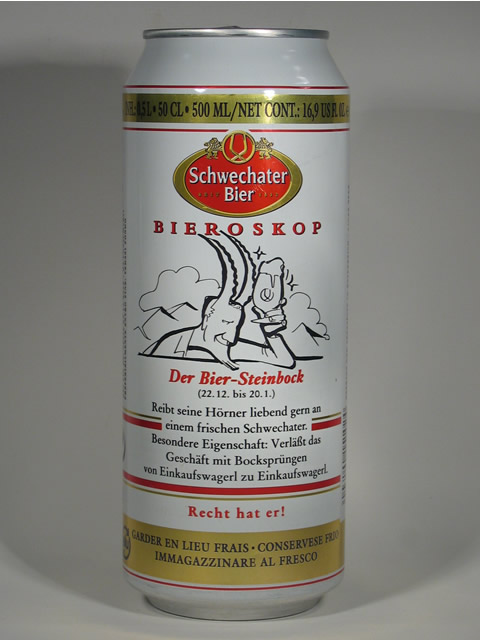 0,5 L • 50 CL • 500 ML/NET CONT.: 16,9 US FL. OZ.
Schwechater
Bier
BIEROSKOP
Der Bier-Steinbock
(22. 12. bis 20. 1.)
Reibt seine Hörner liebend gern an
einem frischen Schwechater.
Besondere Eigenschaft: Verläßt das
Geschäft mit Bocksprüngen
von Einkaufswagerl zu Einkaufswagerl.
Recht hat er!
GARDER EN LIEU FRAIS • CONSERVESE FRIO
IMMAGAZZINARE AL FRESCO